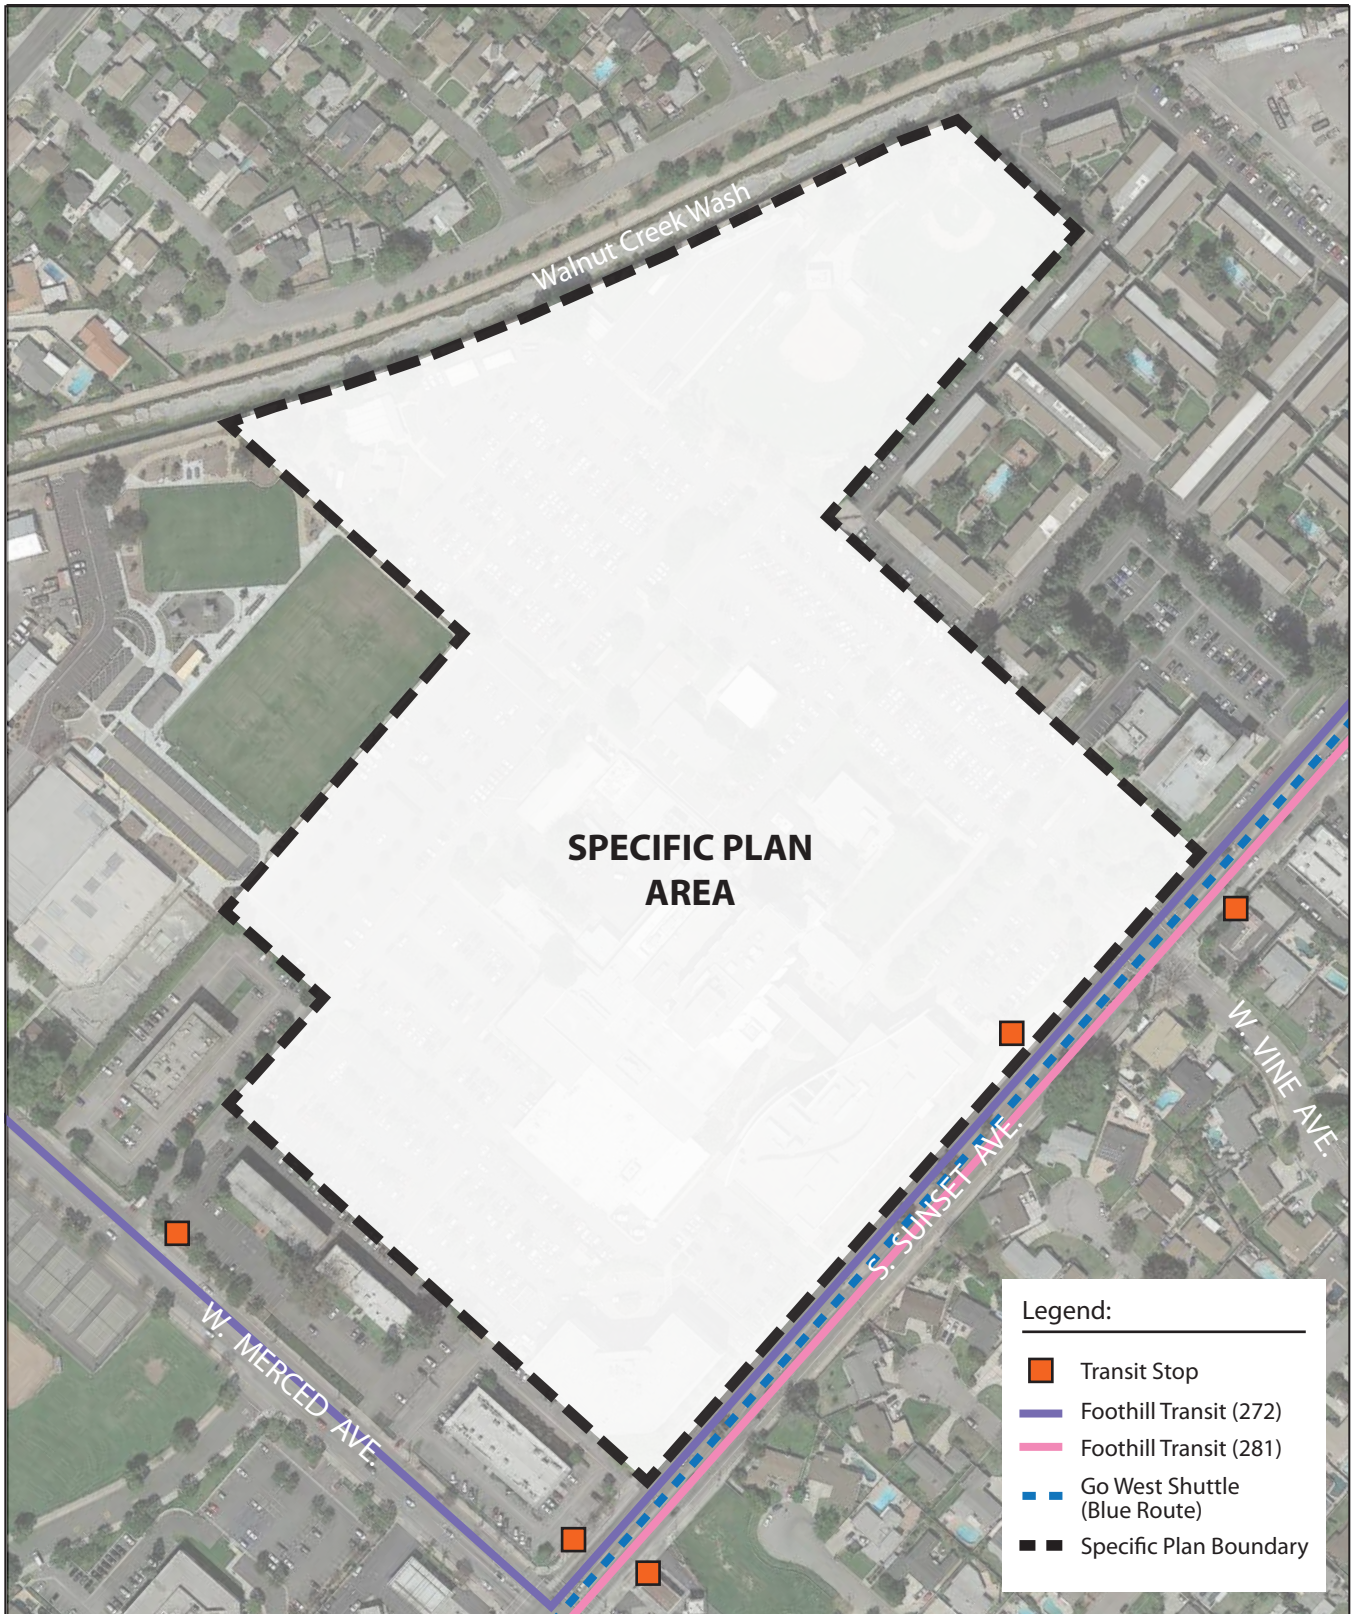 Walnut Creek Wash
SPECIFIC PLAN
AREA
W. VINE AVE.
S. SUNSET AVE.
W. MERCED AVE.
Legend:
Transit Stop
Foothill Transit (272)
Foothill Transit (281)
Go West Shuttle
(Blue Route)
Specific Plan Boundary